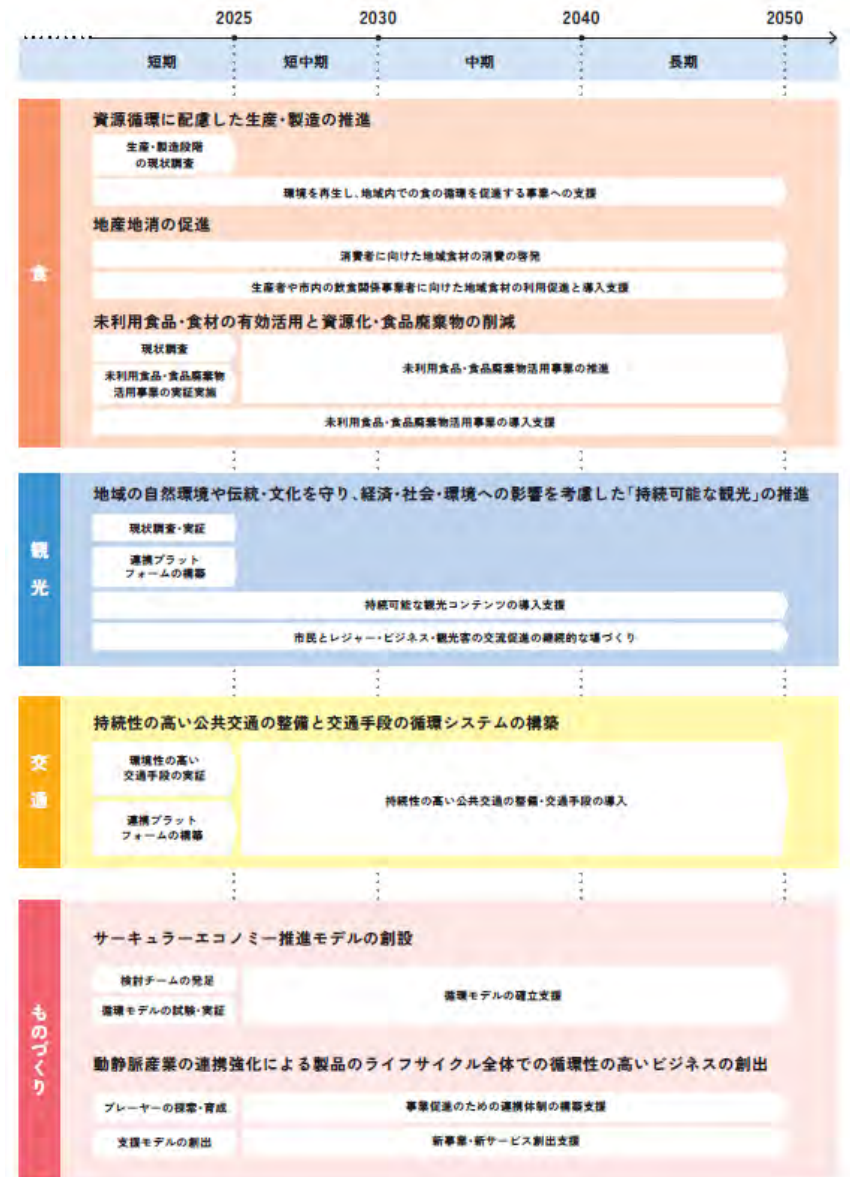 2025 2030 2040 2050
短期 短中期 中期 長期
食
資源循環に配慮した生産・製造の推進
生産・製造段階
の現状調査
環境を再生し、地域内での食の循環を促進する事業への支援
地産地消の促進
消費者に向けた地域食材の消費の啓発
生産者や市内の飲食関係事業者に向けた地域食材の利用促進と導入支援
未利用食品・食材の有効活用と資源化・食品廃棄物の削減
現状調査
未利用食品・食品廃棄物
活用事業の実証実施
未利用食品・食品廃棄物活用事業の推進
未利用食品・食品廃棄物活用事業の導入支援
観光
地域の自然環境や伝統・文化を守り、経済・社会・環境への影響を考慮した「持続可能な観光」の推進
現状調査・実証
連携プラット
フォームの構築
持続可能な観光コンテンツの導入支援
市民とレジャー・ビジネス・観光客の交流促進の継続的な場づくり
交通
持続性の高い公共交通の整備と交通手段の循環システムの構築
環境性の高い
交通手段の実証
連携プラット
フォームの構築
持続性の高い公共交通の整備・交通手段の導入
ものづくり
サーキュラーエコノミー推進モデルの創設
検討チームの発足
循環モデルの試験・実証
循環モデルの確立支援
動静脈産業の連携強化による製品のライフサイクル全体での循環性の高いビジネスの創出
プレーヤーの探索・育成
事業促進のための連携体制の構築支援
支援モデルの創出
新事業・新サービス創出支援